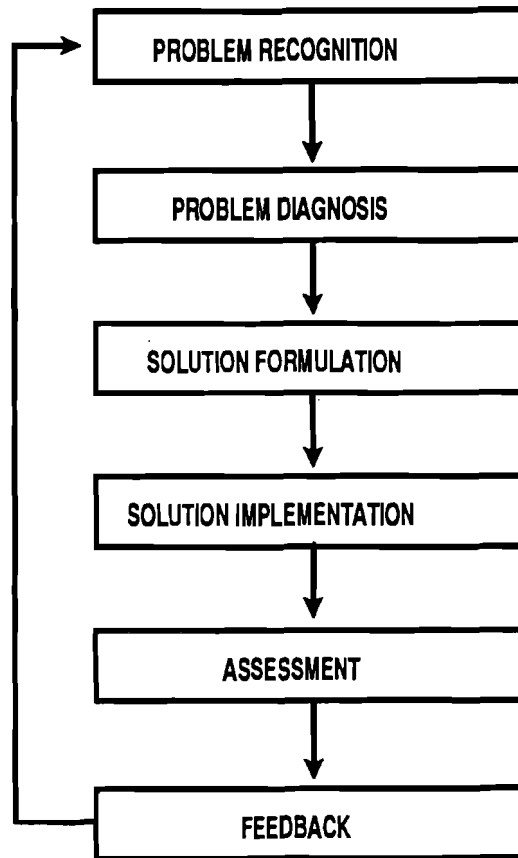 PROBLEM RECOGNITION
PROBLEM DIAGNOSIS
SOLUTION FORMULATION
SOLUTION IMPLEMENTATION
ASSESSMENT
FEEDBACK